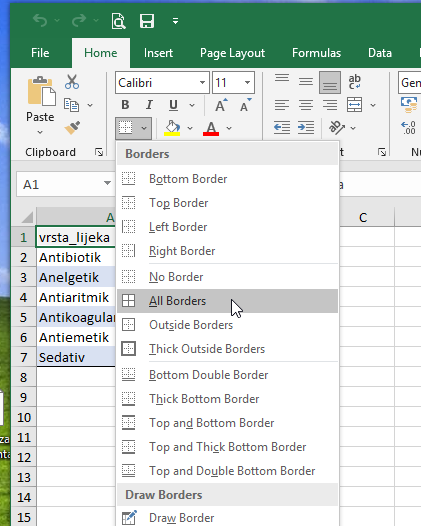 File Home Insert Page Layout Formulas Data
Calibri 11
Paste
B I U A A
ab
Clipboard
A1
A C
Borders
Bottom Border
Top Border
Left Border
Right Border
No Border
All Borders
Outside Borders
Thick Outside Borders
Bottom Double Border
Thick Bottom Border
Top and Bottom Border
Top and Thick Bottom Border
Top and Double Bottom Border
Draw Borders
Draw Border
1 vrsta_lijeka
2 Antibiotik
3 Anelgetik
4 Antiaritmik
5 Antikoagular
6 Antiemetik
7 Sedativ
8
9
10
11
12
13
14
15